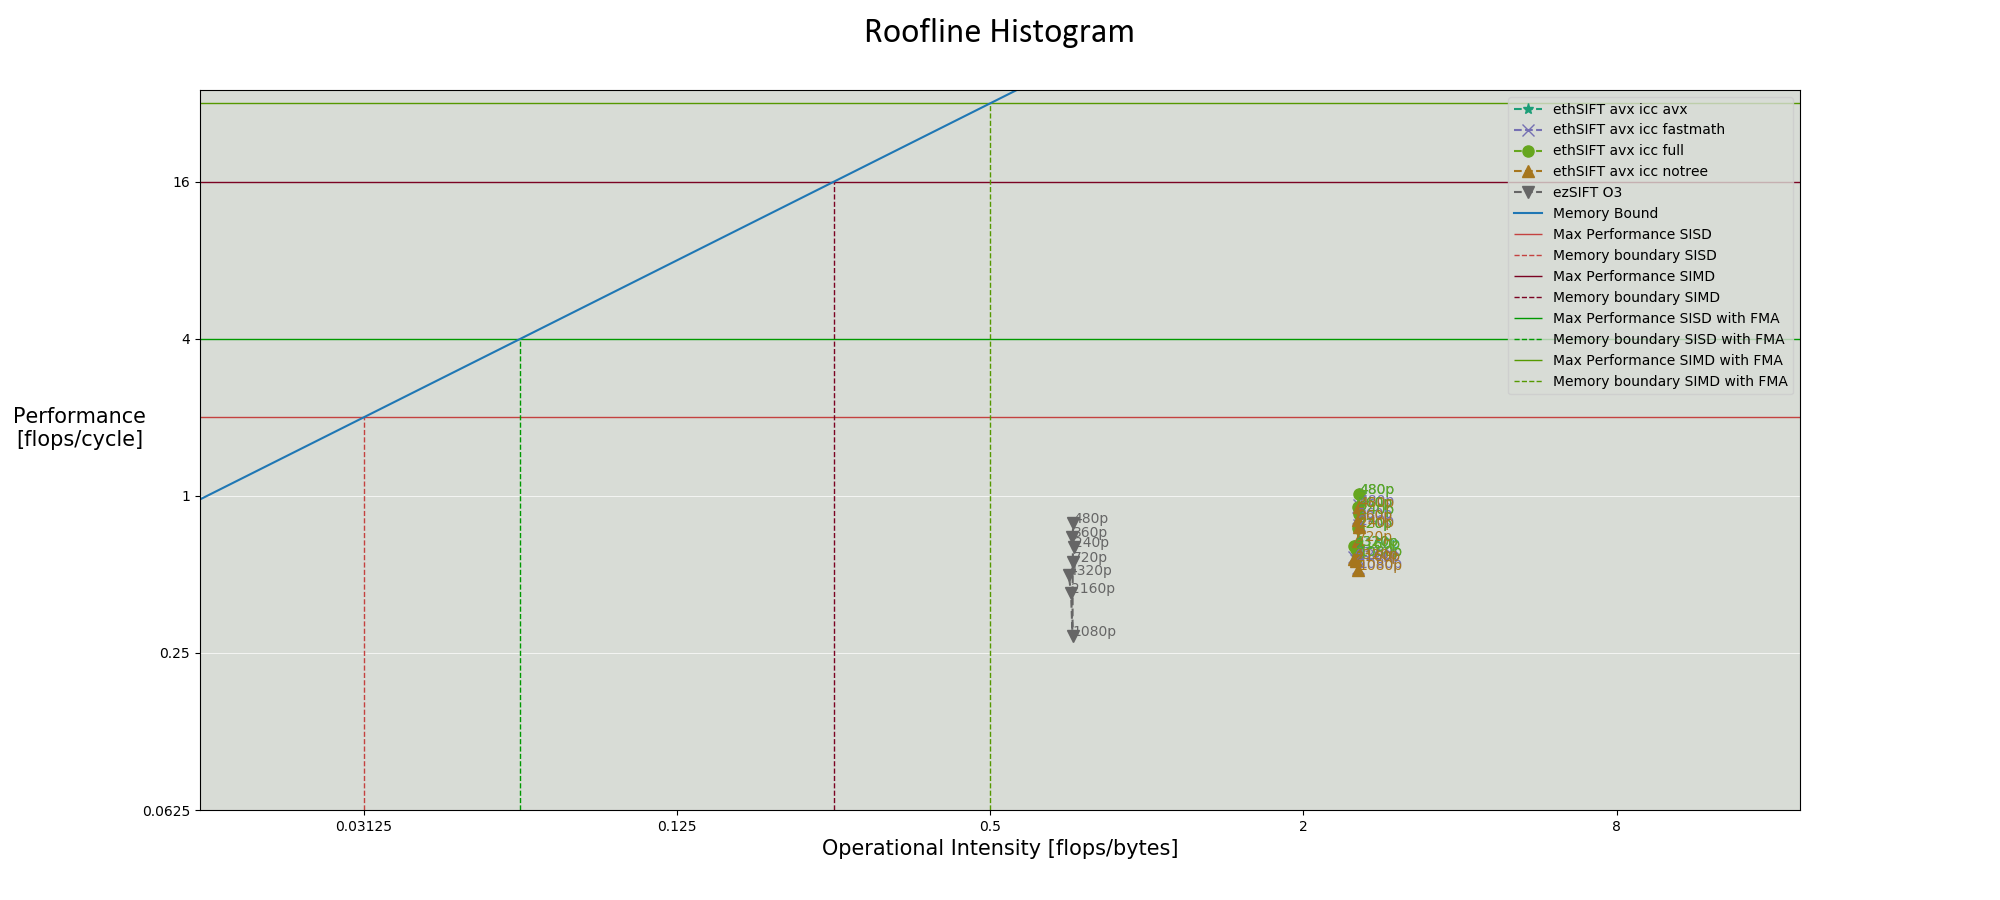 Roofline Histogram
ethSIFT avx icc avx
ethSIFT avx icc fastmath
ethSIFT avx icc full
ethSIFT avx icc notree
ezSIFT O3
Memory Bound
Max Performance SISD
Memory boundary SISD
Max Performance SIMD
Memory boundary SIMD
Max Performance SISD with FMA
Memory boundary SISD with FMA
Max Performance SIMD with FMA
Memory boundary SIMD with FMA
16
4
1
0.25
0.0625
Performance
[flops/cycle]
480p
360p
240p
720p
4320p
2160p
1080p
480p
1080p
0.03125
0.125
0.5
2
8
Operational Intensity [flops/bytes]